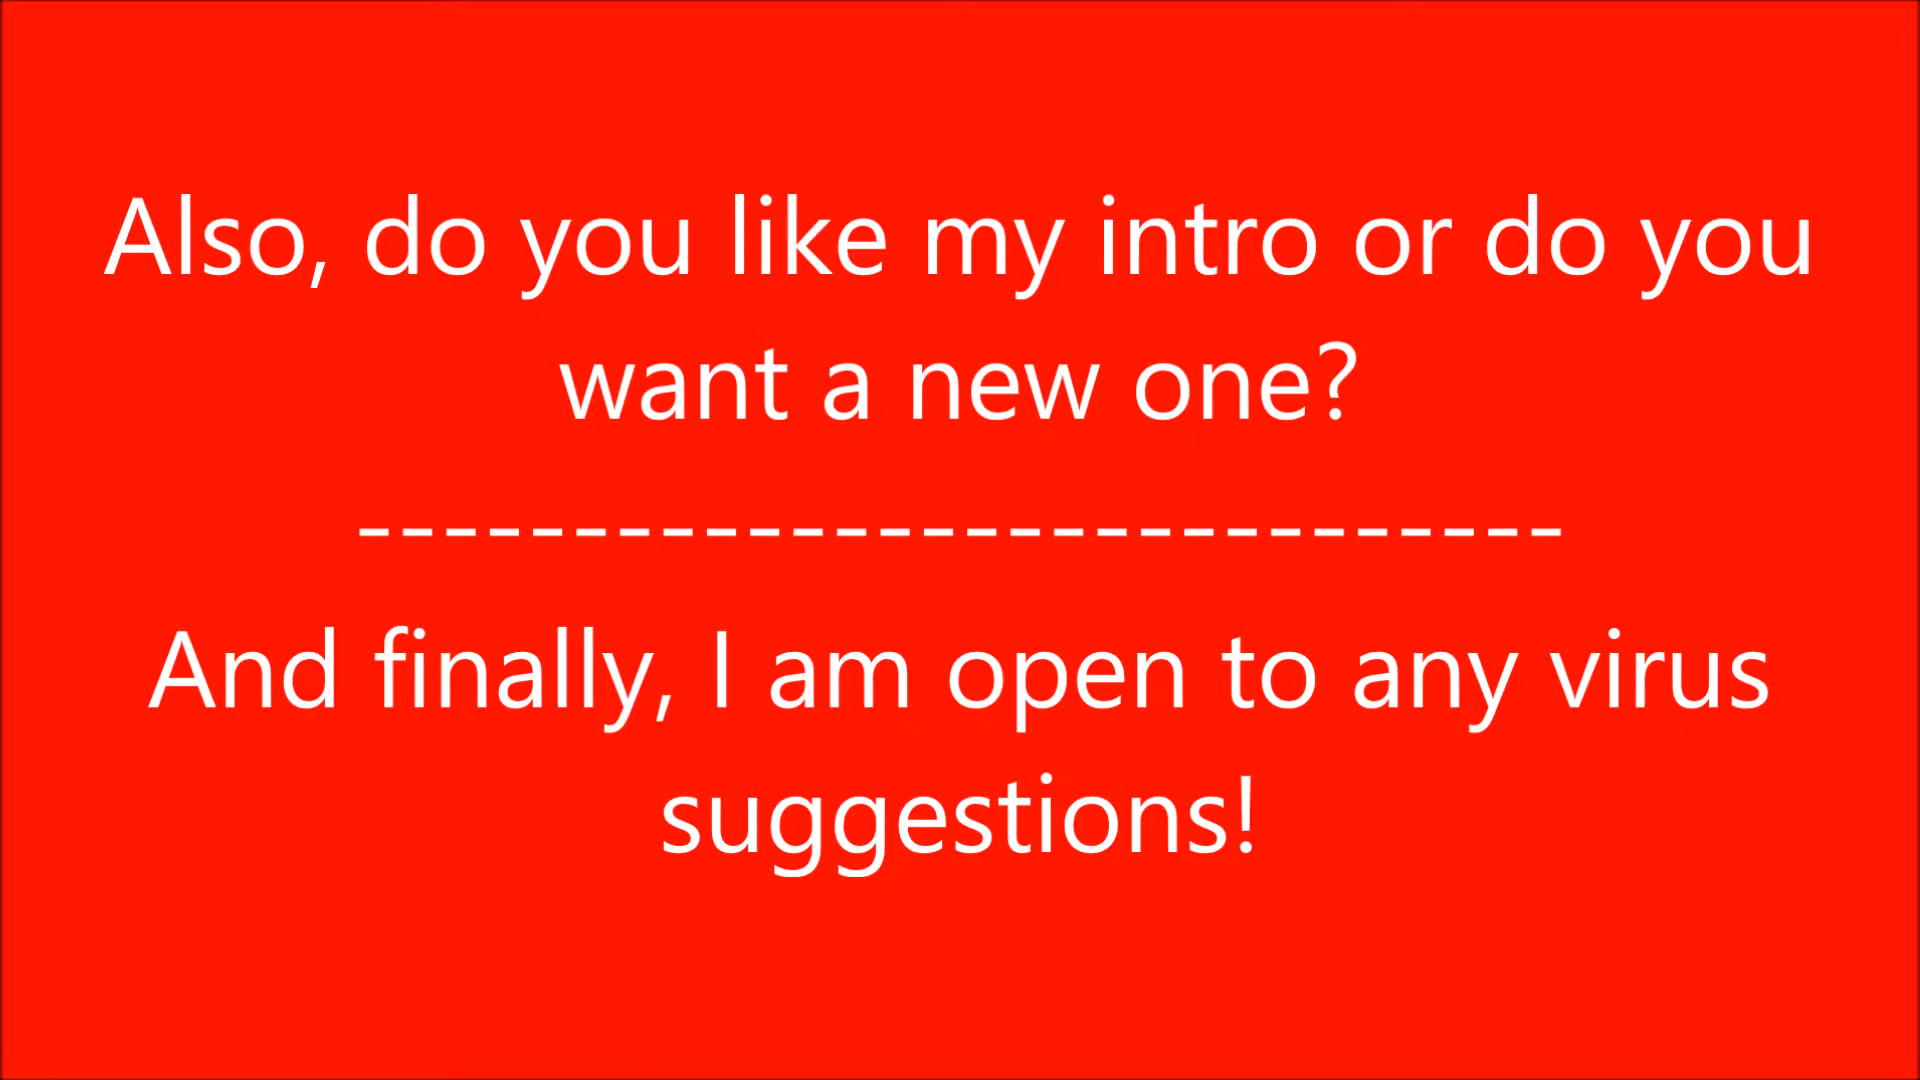 Also, do you like my intro or do you
want a new one?
----------------------------
And finally, I am open to any virus
suggestions!